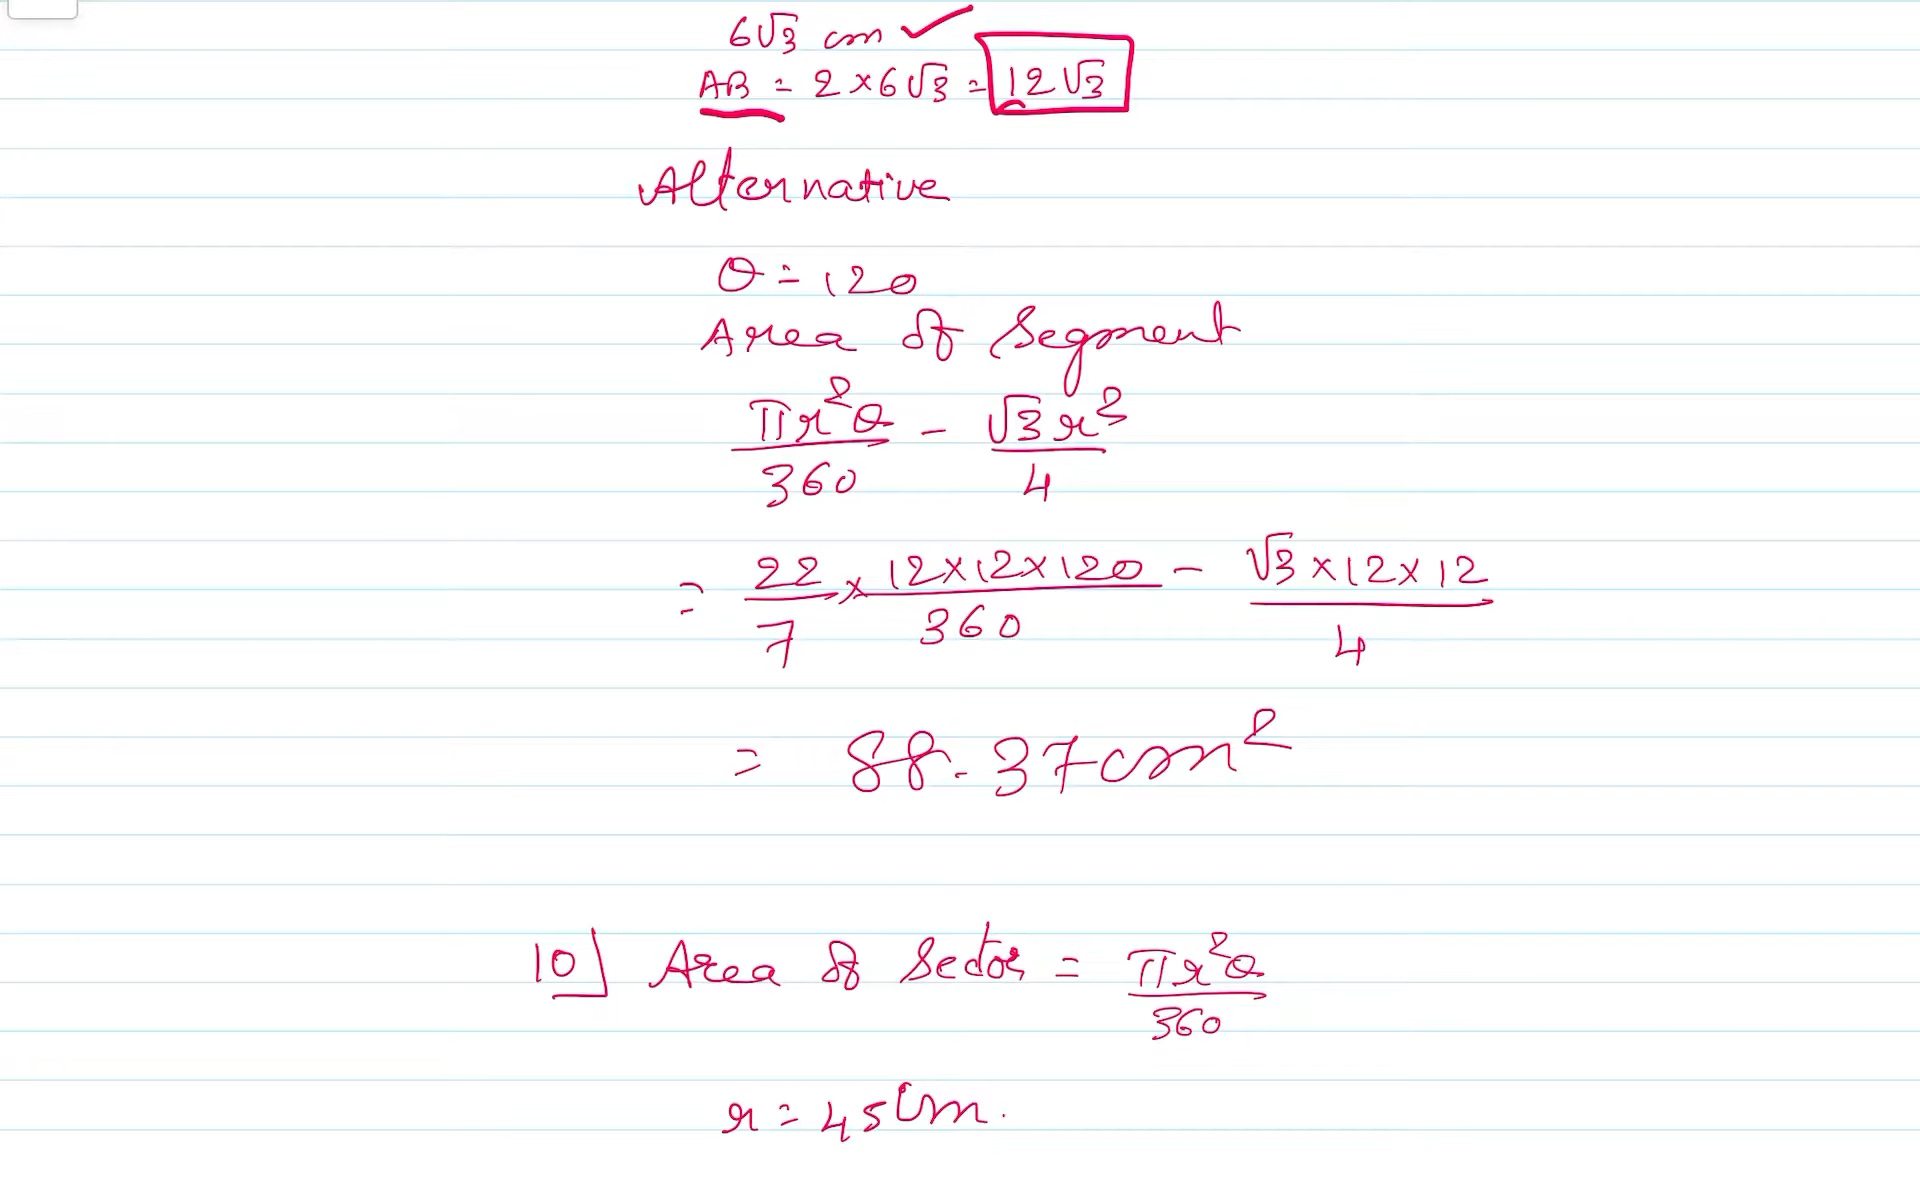 6√3 cm ✓
AB = 2×6√3 = 12√3
Alternative
θ = 120
Area of Segment
πr²θ/360 - √3r²/4
= 22/7 × 12×12×120/360 - √3×12×12/4
= 88.37cm²
10] Area of Sector = πr²θ/360
r = 45cm.